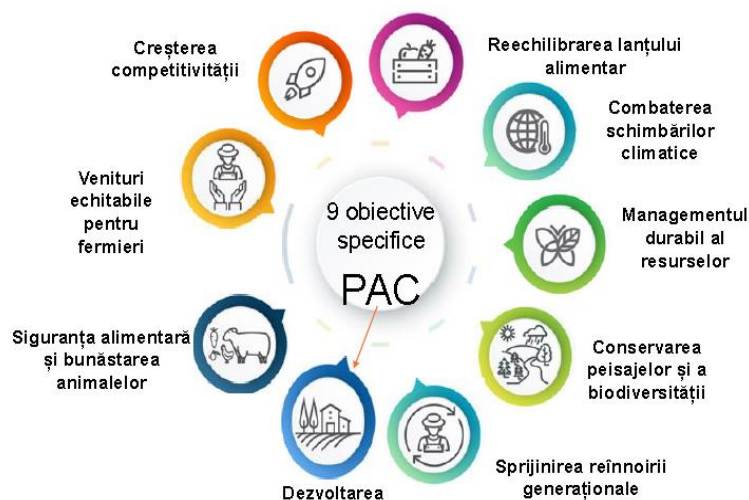 Creșterea
competitivității
Reechilibrarea lanțului
alimentar
Combaterea
schimbărilor
climatice
Venituri
echitabile
pentru
fermieri
9 obiective
specifice
PAC
Managementul
durabil al
resurselor
Siguranța alimentară
și bunăstarea
animalelor
Conservarea
peisajelor și a
biodiversității
Sprijinirea reînnoirii
generaționale
Dezvoltarea